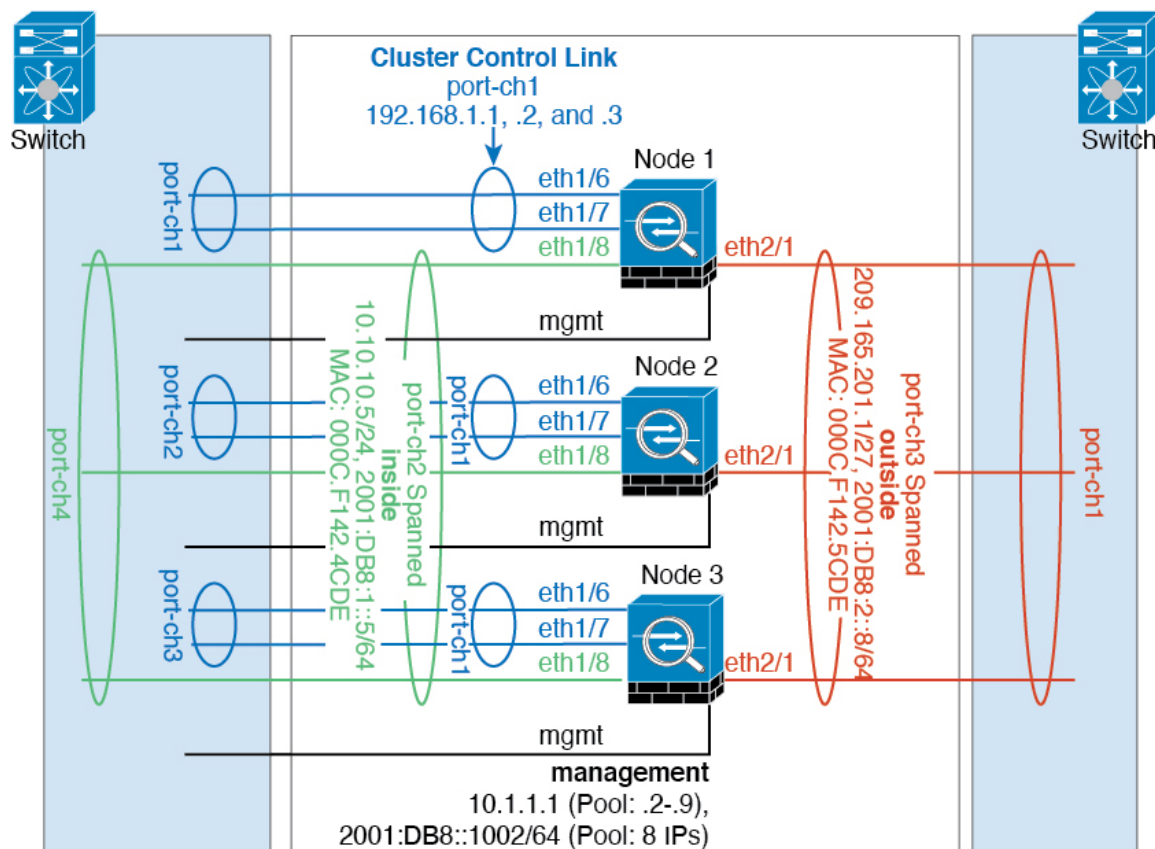 Switch
Switch
Cluster Control Link
port-ch1
192.168.1.1, .2, and .3
Node 1
port-ch1
eth1/6
eth1/7
eth1/8
eth2/1
mgmt
Node 2
port-ch2
port-ch1
eth1/6
eth1/7
eth1/8
eth2/1
mgmt
Node 3
port-ch3
port-ch1
eth1/6
eth1/7
eth1/8
eth2/1
mgmt
port-ch4
port-ch2 Spanned
inside
10.10.10.5/24, 2001:DB8:1::5/64
MAC: 000C.F142.4CDE
port-ch3 Spanned
outside
209.165.201.1/27, 2001:DB8:2::8/64
MAC: 000C.F142.5CDE
port-ch1
management
10.1.1.1 (Pool: .2-.9),
2001:DB8::1002/64 (Pool: 8 IPs)